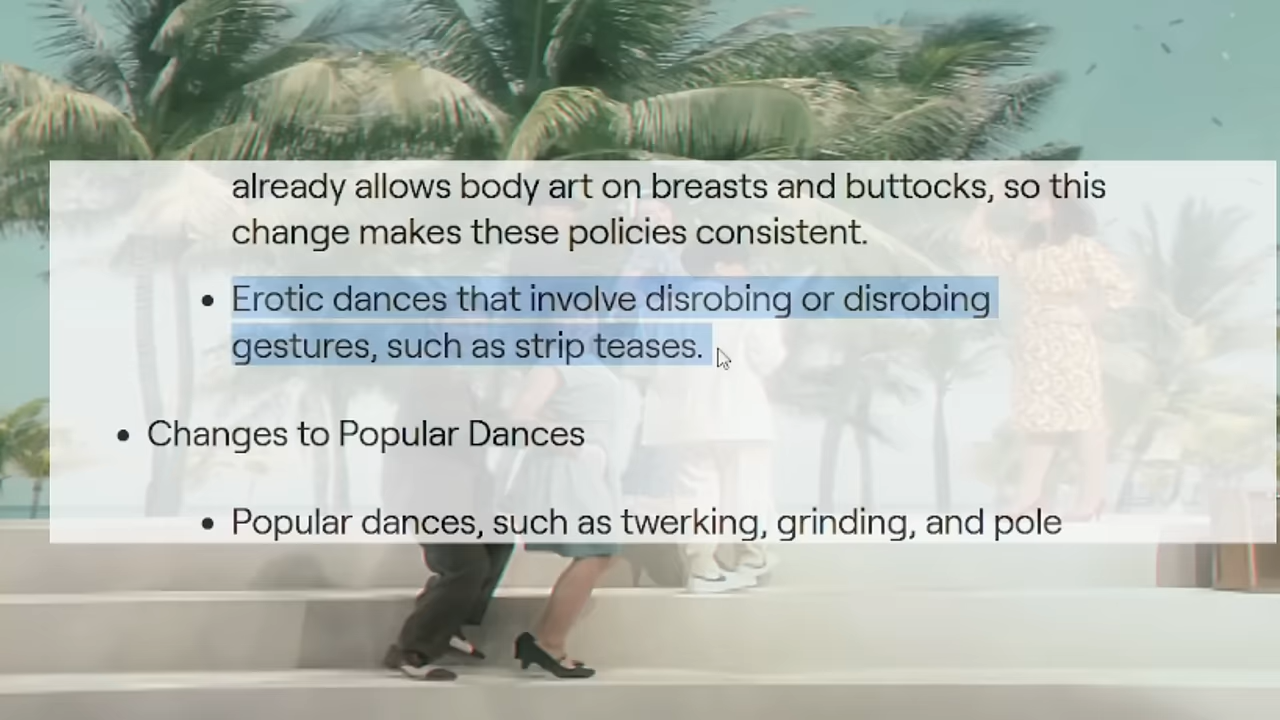 already allows body art on breasts and buttocks, so this
change makes these policies consistent.
Erotic dances that involve disrobing or disrobing
gestures, such as strip teases.
Changes to Popular Dances
Popular dances, such as twerking, grinding, and pole